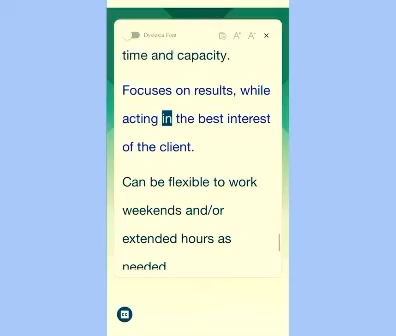 Dyslexia Font A+ A-
time and capacity.
Focuses on results, while
acting in the best interest
of the client.
Can be flexible to work
weekends and/or
extended hours as
needed